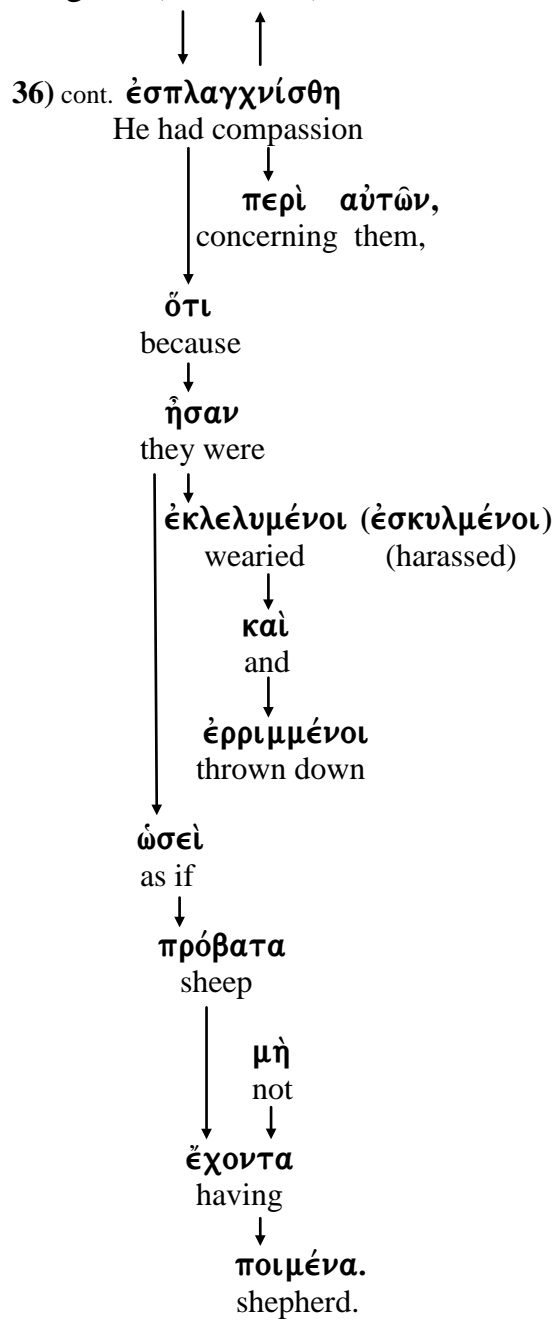 36) cont. ἐσπλαγχνίσθη
He had compassion
περὶ αὐτῶν,
concerning them,
ὅτι
because
ἦσαν
they were
ἐκλελυμένοι (ἐσκυλμένοι)
wearied (harassed)
καὶ
and
ἐρριμμένοι
thrown down
ὡσεὶ
as if
πρόβατα
sheep
μὴ
not
ἔχοντα
having
ποιμένα.
shepherd.